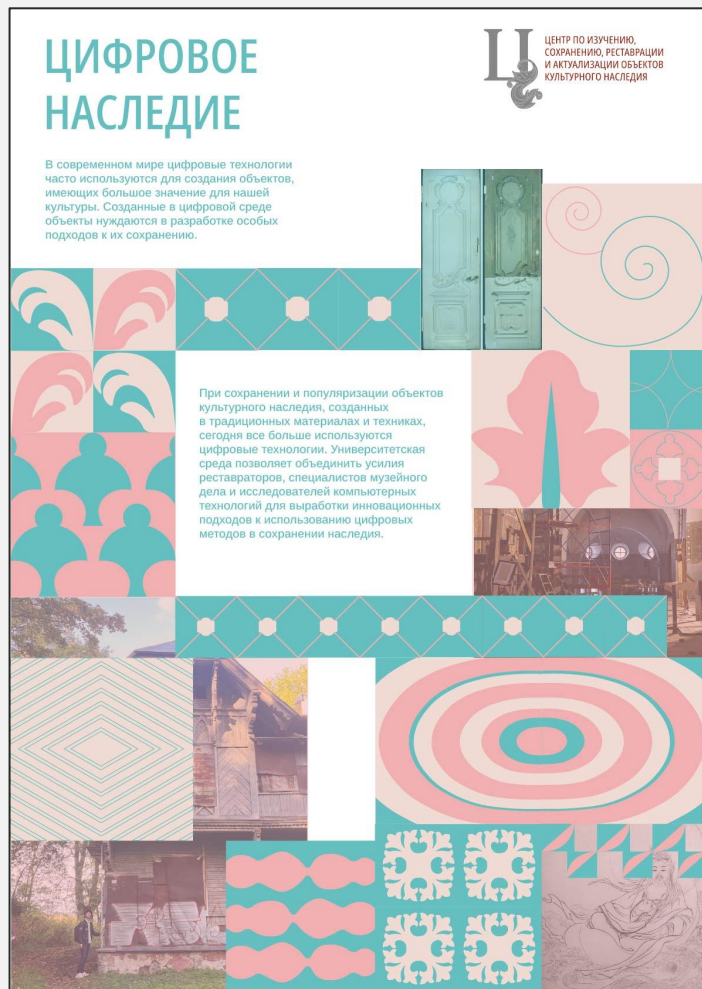 ЦИФРОВОЕ
НАСЛЕДИЕ
ЦЕНТР ПО ИЗУЧЕНИЮ,
СОХРАНЕНИЮ, РЕСТАВРАЦИИ
И АКТУАЛИЗАЦИИ ОБЪЕКТОВ
КУЛЬТУРНОГО НАСЛЕДИЯ
В современном мире цифровые технологии
часто используются для создания объектов,
имеющих большое значение для нашей
культуры. Созданные в цифровой среде
объекты нуждаются в разработке особых
подходов к их сохранению.
При сохранении и популяризации объектов
культурного наследия, созданных
в традиционных материалах и техниках,
сегодня все больше используются
цифровые технологии. Университетская
среда позволяет объединить усилия
реставраторов, специалистов музейного
дела и исследователей компьютерных
технологий для выработки инновационных
подходов к использованию цифровых
методов в сохранении наследия.